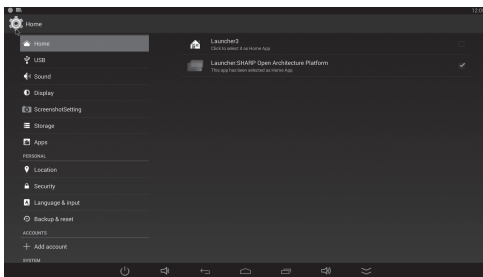 12:0
Home
Home
USB
Sound
Display
ScreenshotSetting
Storage
Apps
PERSONAL
Location
Security
Language & input
Backup & reset
ACCOUNTS
Add account
SYSTEM
Launcher3
Click to select it as Home App
Launcher:SHARP Open Architecture Platform
This app has been selected as Home App